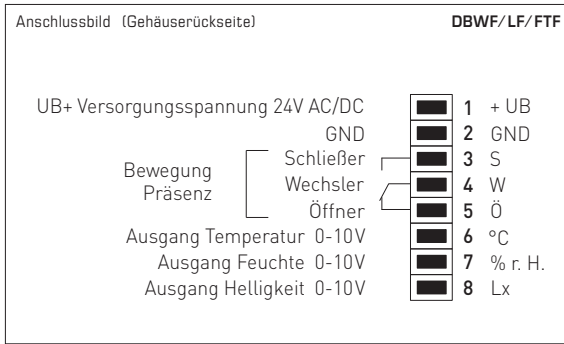 Anschlussbild (Gehäuserückseite) DBWF/LF/FTF
UB+ Versorgungsspannung 24V AC/DC 1 + UB
GND 2 GND
Bewegung Präsenz
Schließer 3 S
Wechsler 4 W
Öffner 5 Ö
Ausgang Temperatur 0-10V 6 °C
Ausgang Feuchte 0-10V 7 % r. H.
Ausgang Helligkeit 0-10V 8 Lx